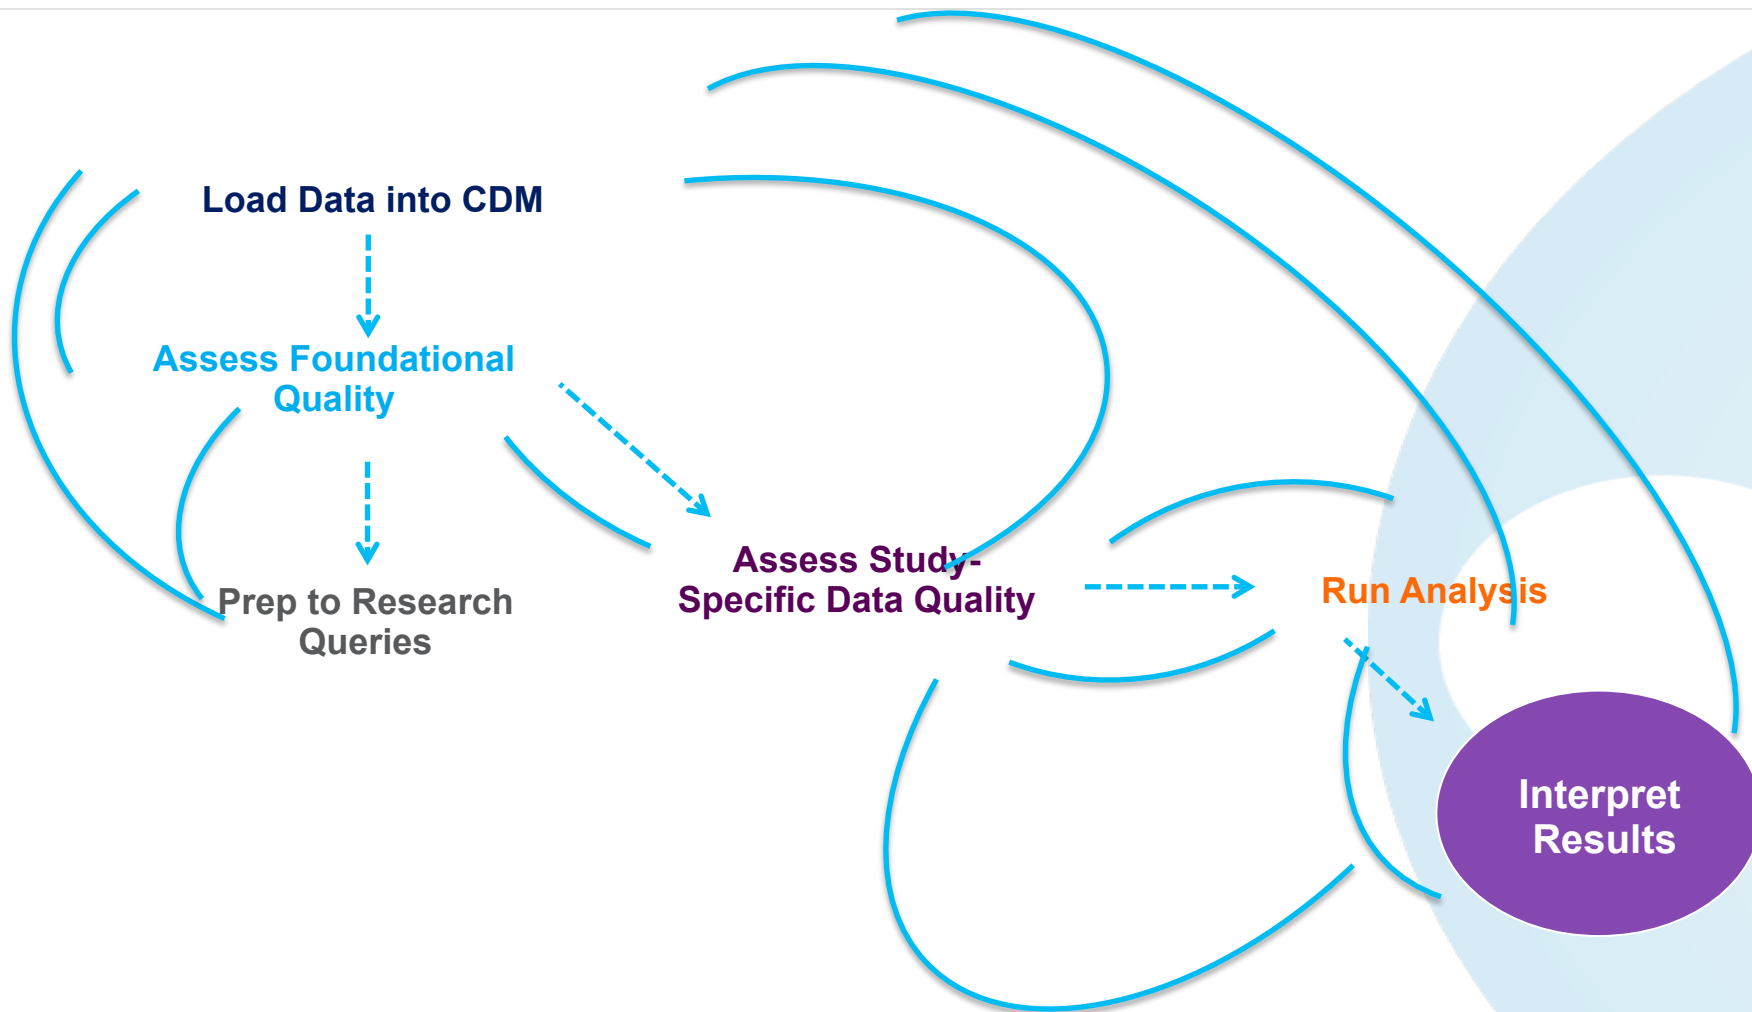 Load Data into CDM
Assess Foundational
Quality
Prep to Research
Queries
Assess Study-
Specific Data Quality
Run Analysis
Interpret
Results